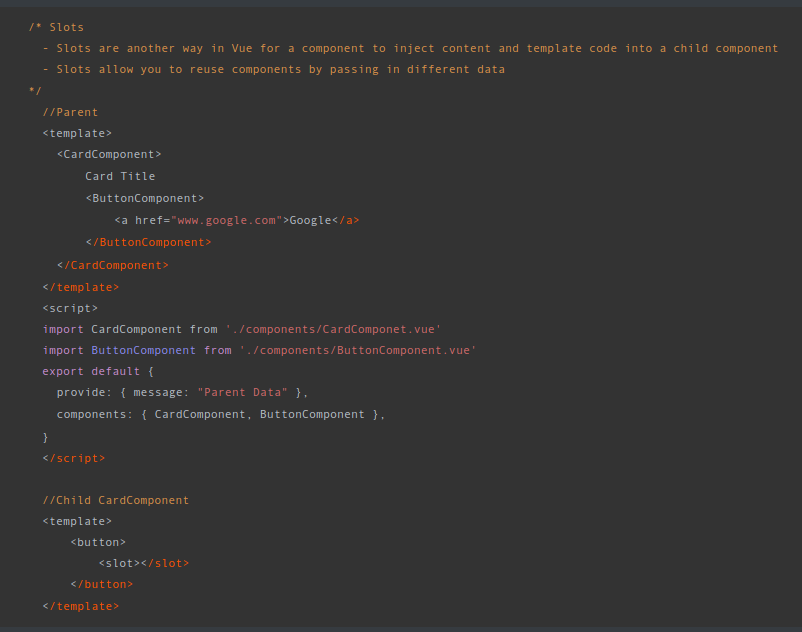 /* Slots
- Slots are another way in Vue for a component to inject content and template code into a child component
- Slots allow you to reuse components by passing in different data
*/
//Parent
<template>
<CardComponent>
Card Title
<ButtonComponent>
<a href="www.google.com">Google</a>
</ButtonComponent>
</CardComponent>
</template>
<script>
import CardComponent from './components/CardComponet.vue'
import ButtonComponent from './components/ButtonComponent.vue'
export default {
provide: { message: "Parent Data" },
components: { CardComponent, ButtonComponent },
}
</script>
//Child CardComponent
<template>
<button>
<slot></slot>
</button>
</template>